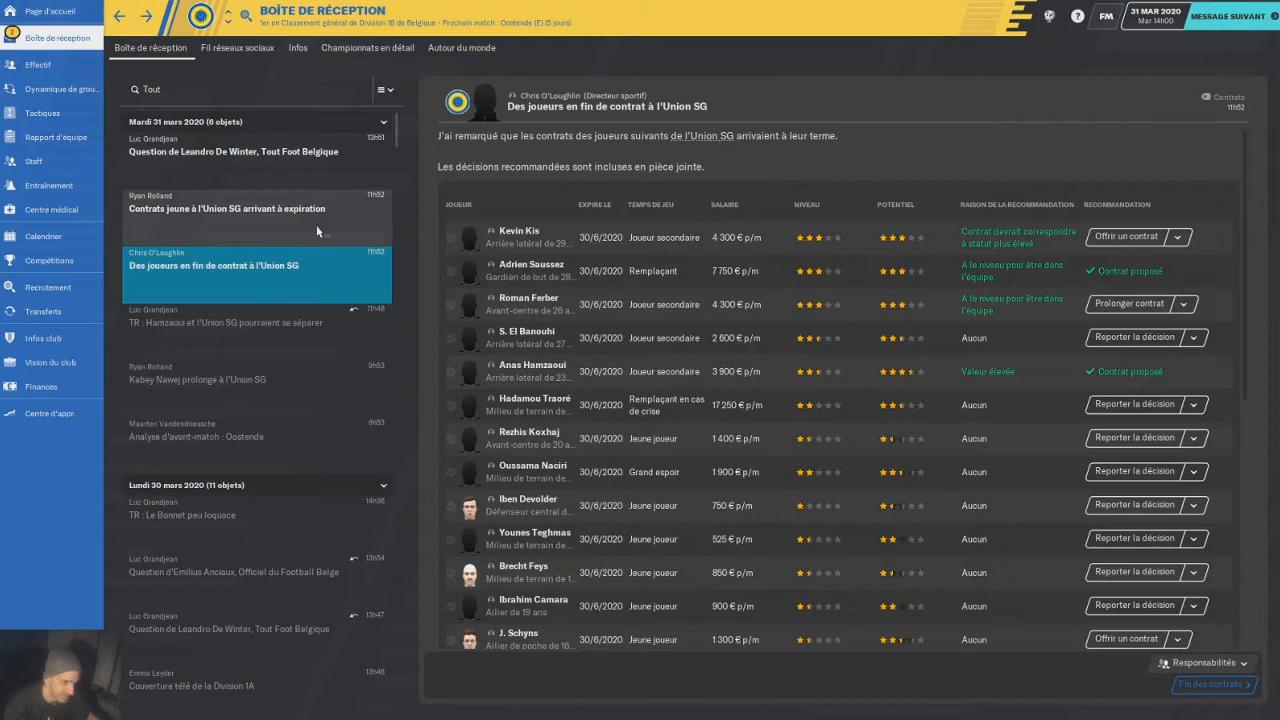 Page d'accueil
2
Boîte de réception
Effectif
Dynamique de grou...
Tactiques
Rapport d'équipe
Staff
Entraînement
Centre médical
Calendrier
Compétitions
Recrutement
Transferts
Infos club
Vision du club
Finances
Centre d'appr.
BOÎTE DE RÉCEPTION
1er en Classement général de Division 1B de Belgique - Prochain match : Oostende (E) (5 jours)
FM
31 MAR 2020
Mar 14h00
MESSAGE SUIVANT
Boîte de réception
Fil réseaux sociaux
Infos
Championnats en détail
Autour du monde
Tout
Mardi 31 mars 2020 (6 objets)
Luc Grandjean 13h51
Question de Leandro De Winter, Tout Foot Belgique
Ryan Rolland 11h52
Contrats jeune à l'Union SG arrivant à expiration
Chris O'Loughlin 11h52
Des joueurs en fin de contrat à l'Union SG
Luc Grandjean 11h48
TR : Hamzaoui et l'Union SG pourraient se séparer
Ryan Rolland 9h53
Kabey Nawej prolonge à l'Union SG
Maarten Vandendriessche 8h53
Analyse d'avant-match : Oostende
Lundi 30 mars 2020 (11 objets)
Luc Grandjean 14h36
TR : Le Bonnet peu loquace
Luc Grandjean 13h54
Question d'Emilius Anciaux, Officiel du Football Belge
Luc Grandjean 13h47
Question de Leandro De Winter, Tout Foot Belgique
Emma Leyder 13h46
Couverture télé de la Division 1A
Chris O'Loughlin (Directeur sportif)
Des joueurs en fin de contrat à l'Union SG
Contrats
11h52
J'ai remarqué que les contrats des joueurs suivants de l'Union SG arrivaient à leur terme.
Les décisions recommandées sont incluses en pièce jointe.
JOUEUR EXPIRE LE TEMPS DE JEU SALAIRE NIVEAU POTENTIEL RAISON DE LA RECOMMANDATION RECOMMANDATION
Kevin Kis
Arrière latéral de 29...
30/6/2020 Joueur secondaire 4 300 € p/m
Contrat devrait correspondre
à statut plus élevé
Offrir un contrat
Adrien Saussez
Gardien de but de 28...
30/6/2020 Remplaçant 7 750 € p/m
A le niveau pour être dans
l'équipe.
Contrat proposé
Roman Ferber
Avant-centre de 26 a...
30/6/2020 Joueur secondaire 4 300 € p/m
A le niveau pour être dans
l'équipe.
Prolonger contrat
S. El Banouhi
Arrière latéral de 27...
30/6/2020 Joueur secondaire 2 600 € p/m Aucun Reporter la décision
Anas Hamzaoui
Arrière latéral de 23...
30/6/2020 Joueur secondaire 3 900 € p/m Valeur élevée Contrat proposé
Hadamou Traoré
Milieu de terrain de...
30/6/2020
Remplaçant en cas
de crise
17 250 € p/m Aucun Reporter la décision
Rezhis Koxhaj
Avant-centre de 20 a...
30/6/2020 Jeune joueur 1 400 € p/m Aucun Reporter la décision
Oussama Naciri
Milieu de terrain de...
30/6/2020 Grand espoir 1 900 € p/m Aucun Reporter la décision
Iben Devolder
Défenseur central d...
30/6/2020 Jeune joueur 750 € p/m Aucun Reporter la décision
Younes Teghmas
Milieu de terrain de...
30/6/2020 Jeune joueur 525 € p/m Aucun Reporter la décision
Brecht Feys
Milieu de terrain de 1...
30/6/2020 Jeune joueur 850 € p/m Aucun Reporter la décision
Ibrahim Camara
Ailier de 19 ans
30/6/2020 Jeune joueur 900 € p/m Aucun Reporter la décision
J. Schyns
Ailier de poche de 16...
30/6/2020 Jeune joueur 1 300 € p/m Aucun Offrir un contrat
Responsabilités
Fin des contrats